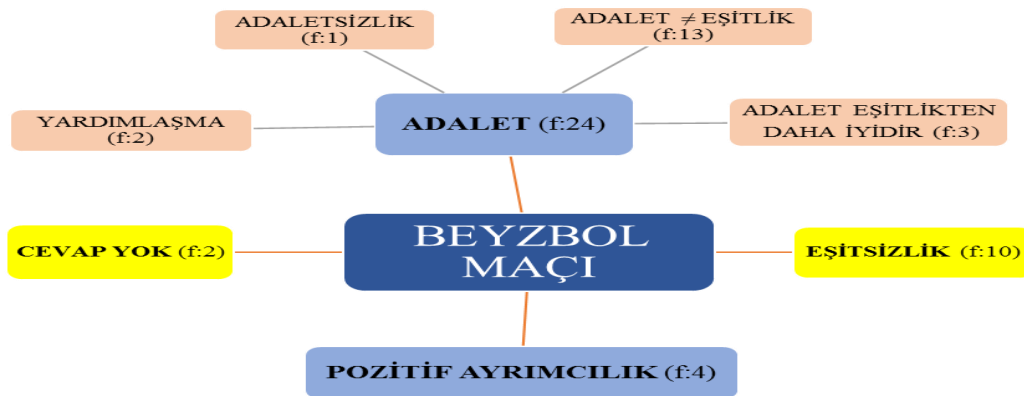 ADALETSİZLİK
(f:1)
ADALET ≠ EŞİTLİK
(f:13)
YARDIMLAŞMA
(f:2)
ADALET (f:24)
ADALET EŞİTLİKTEN
DAHA İYİDİR (f:3)
CEVAP YOK (f:2)
BEYZBOL
MAÇI
EŞİTSİZLİK (f:10)
POZİTİF AYRIMCILIK (f:4)